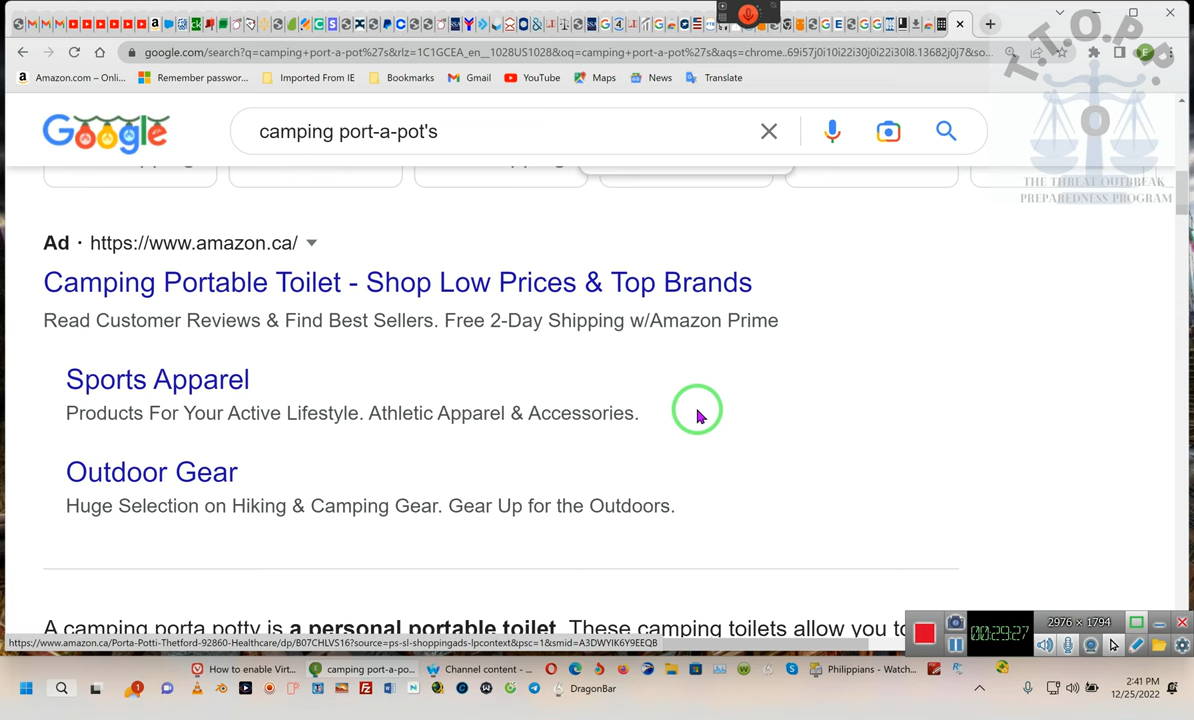 google.com/search?q=camping+port-a-pot%27s&rlz=1C1GCEA_en__1028US1028&oq=camping+port-a-pot%27s&aqs=chrome..69i57j0i10i22i30j0i22i30l8.13682j0j7&so...
Amazon.com – Onli...
Remember passwor...
Imported From IE
Bookmarks
Gmail
YouTube
Maps
News
Translate
T.T.O.P.P.
Google
camping port-a-pot's
THE THREAT OUTBREAK
PREPAREDNESS PROGRAM
Ad · https://www.amazon.ca/
Camping Portable Toilet - Shop Low Prices & Top Brands
Read Customer Reviews & Find Best Sellers. Free 2-Day Shipping w/Amazon Prime
Sports Apparel
Products For Your Active Lifestyle. Athletic Apparel & Accessories.
Outdoor Gear
Huge Selection on Hiking & Camping Gear. Gear Up for the Outdoors.
A camping porta potty is a personal portable toilet. These camping toilets allow you to
https://www.amazon.ca/Porta-Potti-Thetford-92860-Healthcare/dp/B07CHLVS16?source=ps-sl-shoppingads-lpcontext&psc=1&smid=A3DWYIK6Y9EEQB
00:29:27
2976 x 1794
How to enable Virt...
camping port-a-po...
Channel content - ...
Philippians - Watch...
DragonBar
2:41 PM
12/25/2022